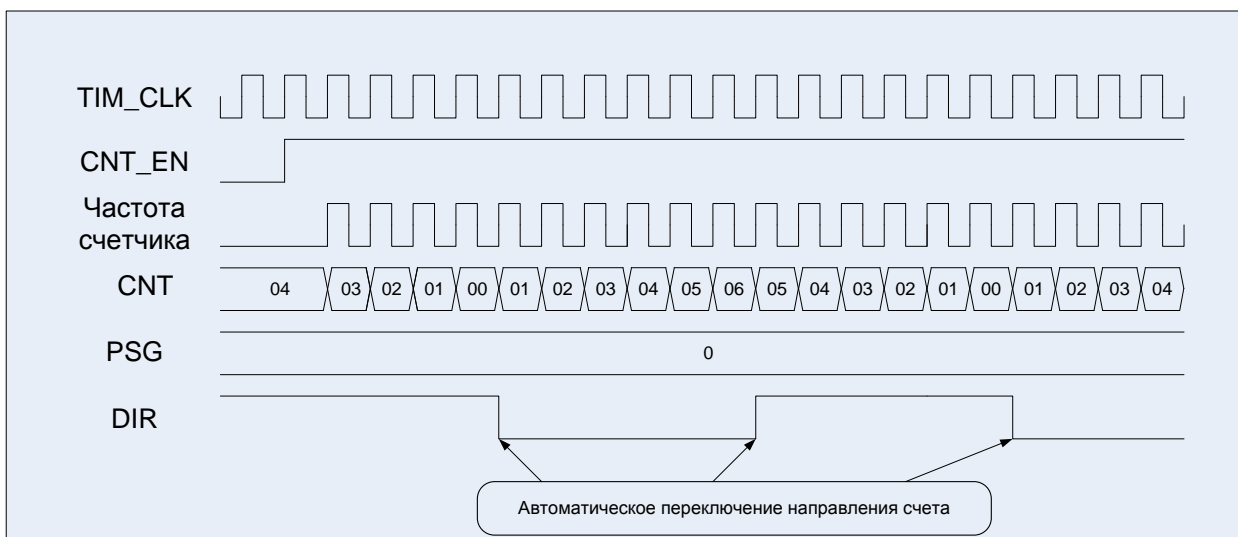 TIM_CLK
CNT_EN
Частота
счетчика
CNT
04 03 02 01 00 01 02 03 04 05 06 05 04 03 02 01 00 01 02 03 04
PSG
0
DIR
Автоматическое переключение направления счета